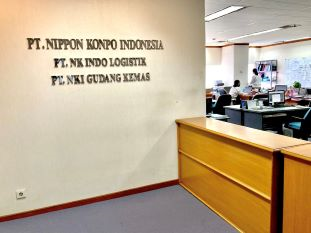 PT. NIPPON KONPO INDONESIA
PT. NK INDO LOGISTIK
PT. NKI GUDANG KEMAS